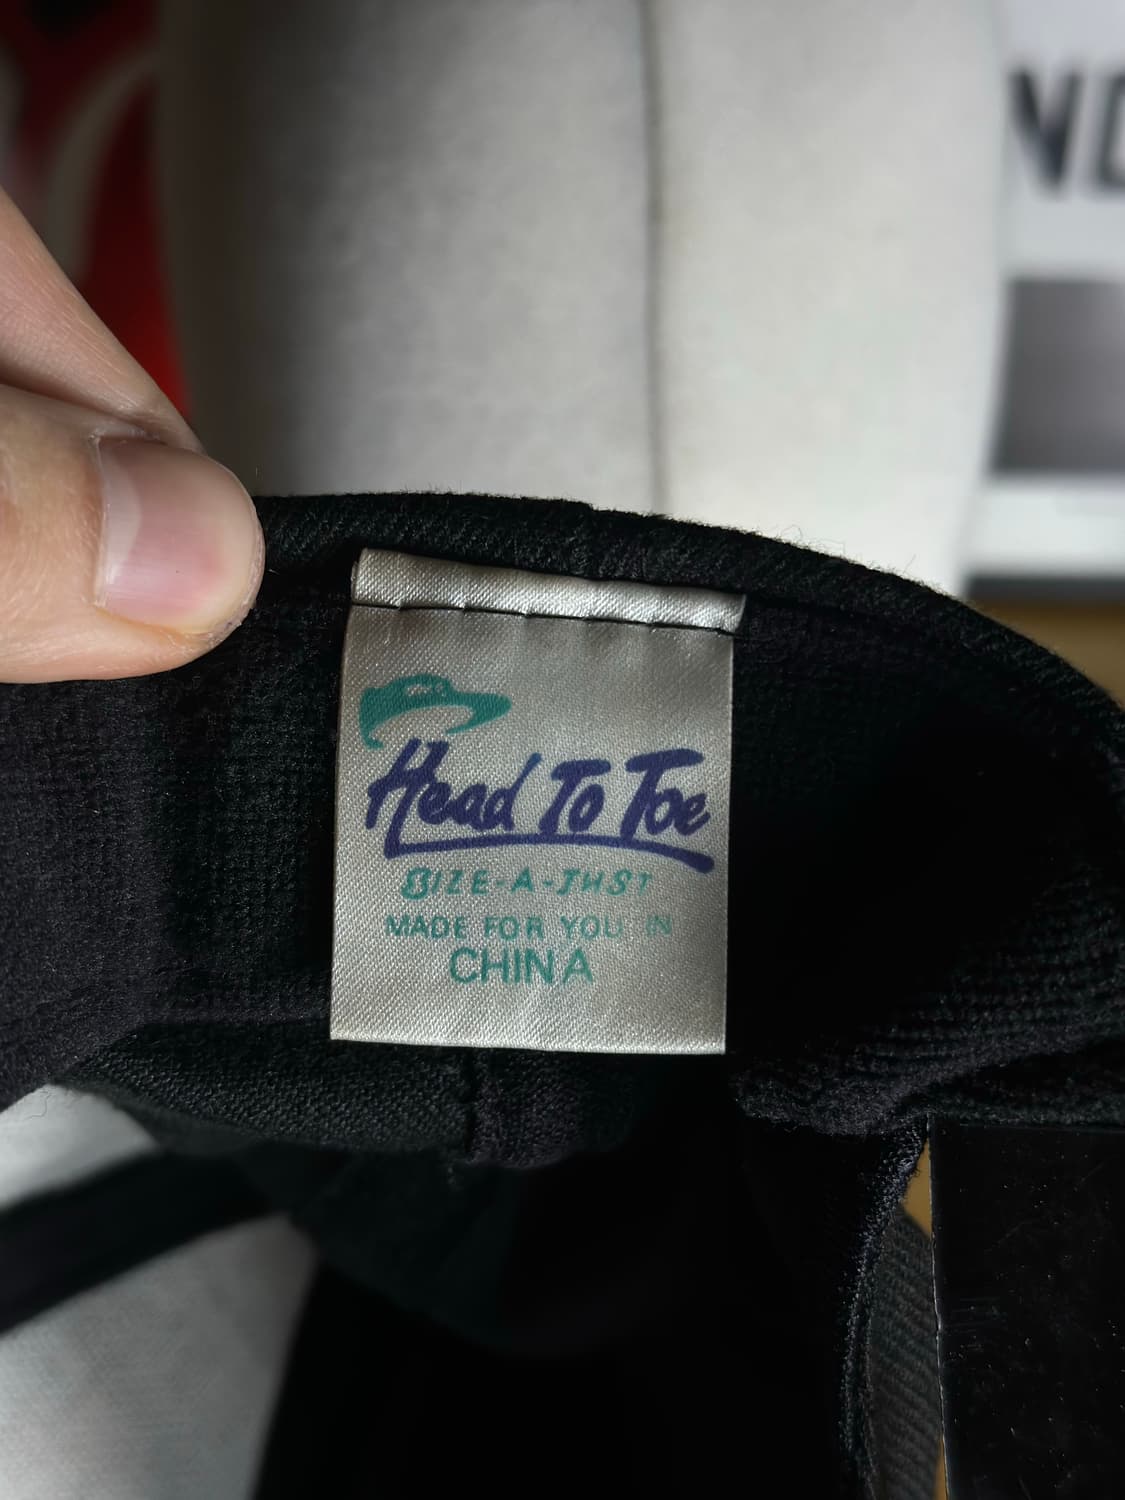 Head To Toe
SIZE-A-JUST
MADE FOR YOU IN
CHINA